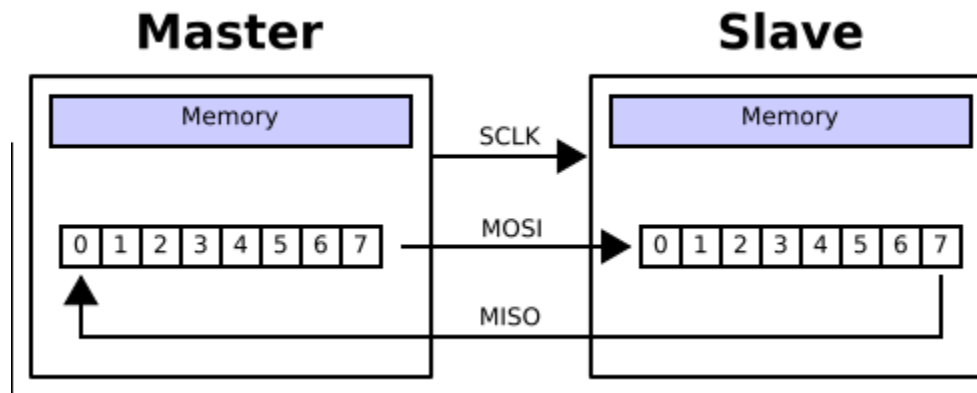 Master Slave
Memory Memory
SCLK
0 1 2 3 4 5 6 7 MOSI 0 1 2 3 4 5 6 7
MISO